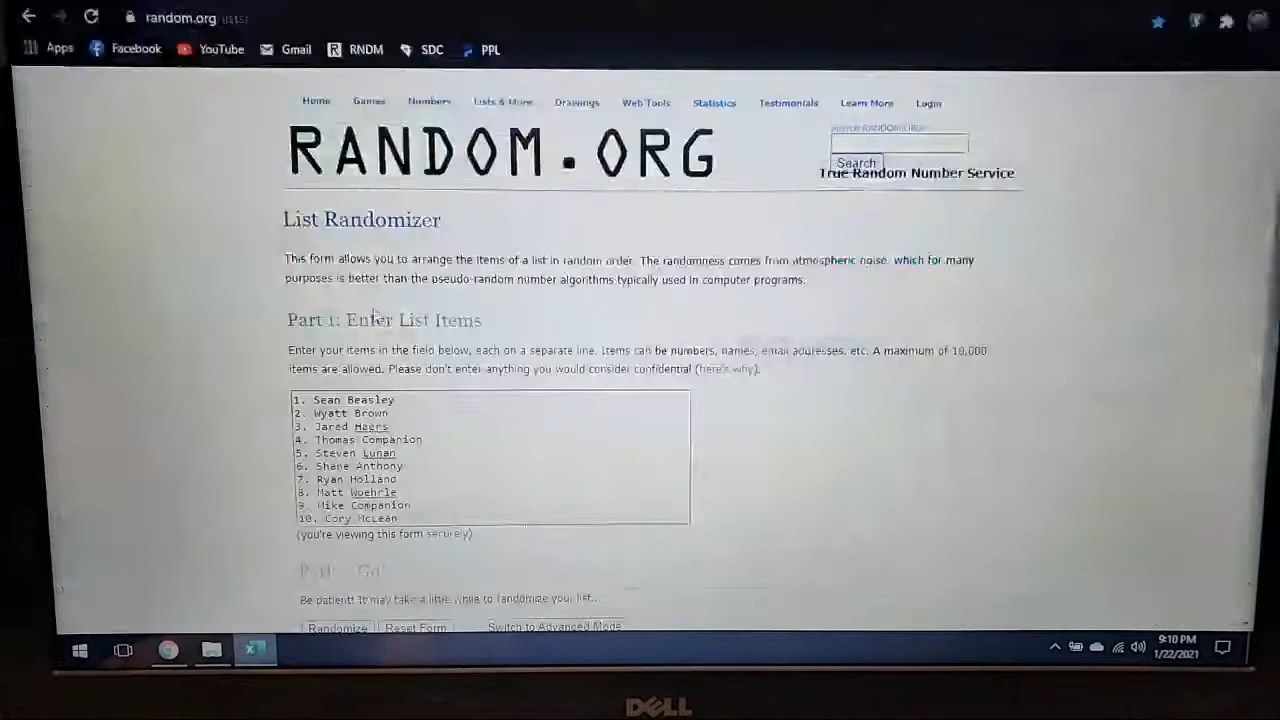 random.org/lists/
Apps Facebook YouTube Gmail RNDM SDC PPL
Home Games Numbers Lists & More Drawings Web Tools Statistics Testimonials Learn More Login
Search RANDOM.ORG
RANDOM.ORG
Search
True Random Number Service
List Randomizer
This form allows you to arrange the items of a list in random order. The randomness comes from atmospheric noise, which for many
purposes is better than the pseudo-random number algorithms typically used in computer programs.
Part 1: Enter List Items
Enter your items in the field below, each on a separate line. Items can be numbers, names, email addresses, etc. A maximum of 10,000
items are allowed. Please don't enter anything you would consider confidential (here's why).
1. Sean Beasley
2. Wyatt Brown
3. Jared Haers
4. Thomas Companion
5. Steven Lunan
6. Shane Anthony
7. Ryan Holland
8. Matt Woehrle
9. Mike Companion
10. Cory McLean
(you're viewing this form securely)
Go!
Be patient! It may take a little while to randomize your list...
Randomize Reset Form Switch to Advanced Mode
9:10 PM
1/22/2021
DELL